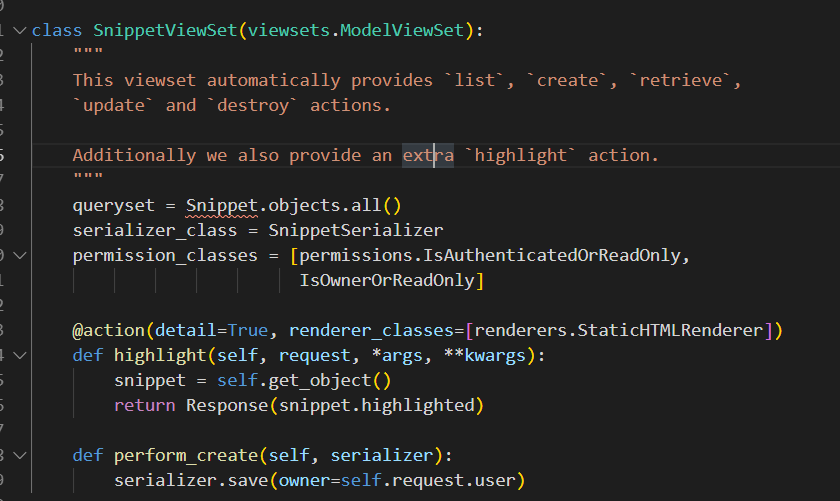 class SnippetViewSet(viewsets.ModelViewSet):
    """
    This viewset automatically provides `list`, `create`, `retrieve`,
    `update` and `destroy` actions.

    Additionally we also provide an extra `highlight` action.
    """
    queryset = Snippet.objects.all()
    serializer_class = SnippetSerializer
    permission_classes = [permissions.IsAuthenticatedOrReadOnly,
                          IsOwnerOrReadOnly]

    @action(detail=True, renderer_classes=[renderers.StaticHTMLRenderer])
    def highlight(self, request, *args, **kwargs):
        snippet = self.get_object()
        return Response(snippet.highlighted)

    def perform_create(self, serializer):
        serializer.save(owner=self.request.user)